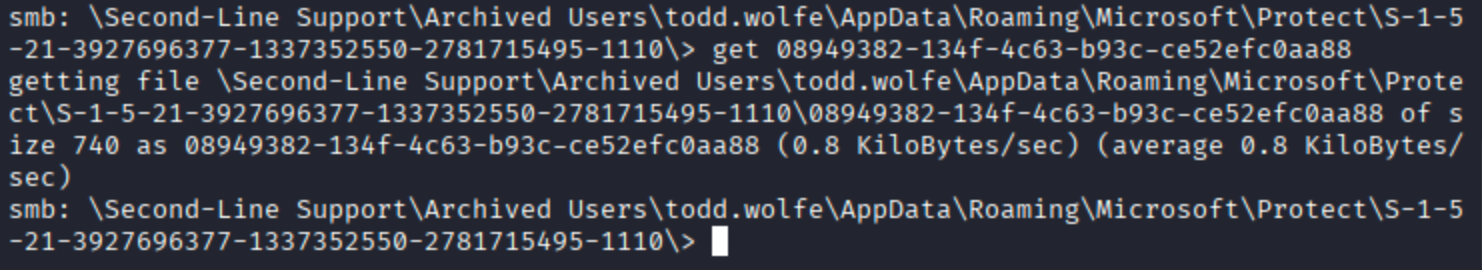 smb: \Second-Line Support\Archived Users\todd.wolfe\AppData\Roaming\Microsoft\Protect\S-1-5
-21-3927696377-1337352550-2781715495-1110\> get 08949382-134f-4c63-b93c-ce52efc0aa88
getting file \Second-Line Support\Archived Users\todd.wolfe\AppData\Roaming\Microsoft\Prote
ct\S-1-5-21-3927696377-1337352550-2781715495-1110\08949382-134f-4c63-b93c-ce52efc0aa88 of s
ize 740 as 08949382-134f-4c63-b93c-ce52efc0aa88 (0.8 KiloBytes/sec) (average 0.8 KiloBytes/
sec)
smb: \Second-Line Support\Archived Users\todd.wolfe\AppData\Roaming\Microsoft\Protect\S-1-5
-21-3927696377-1337352550-2781715495-1110\>